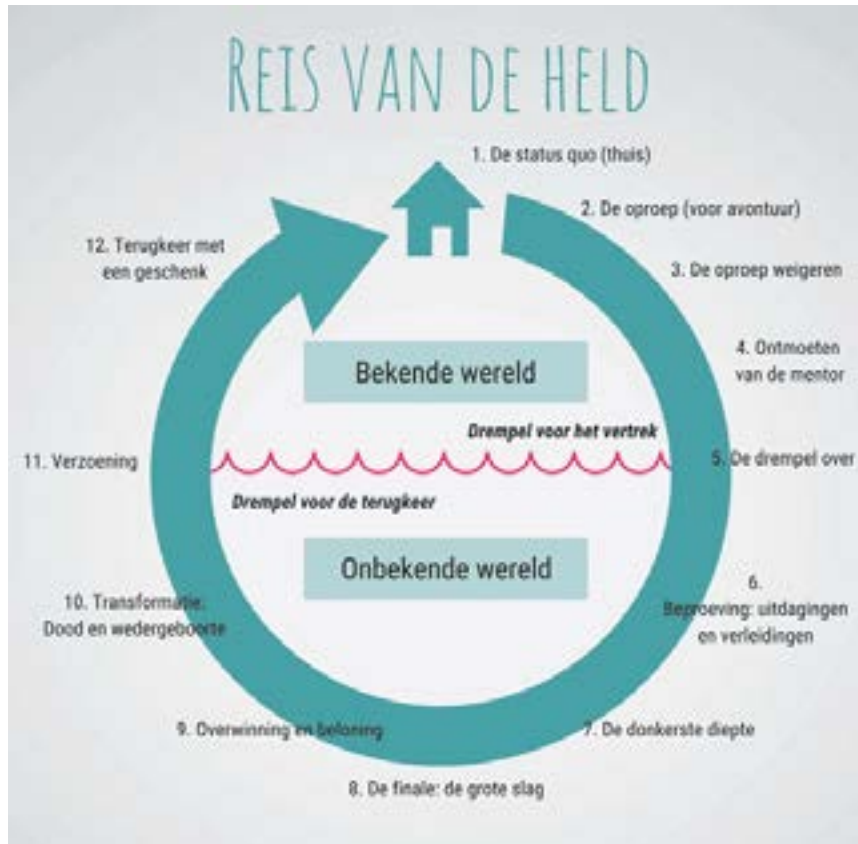 REIS VAN DE HELD
1. De status quo (thuis)
2. De oproep (voor avontuur)
3. De oproep weigeren
4. Ontmoeten
van de mentor
5. De drempel over
6.
Beproeving: uitdagingen
en verleidingen
7. De donkerste diepte
8. De finale: de grote slag
9. Overwinning en beloning
10. Transformatie:
Dood en wedergeboorte
11. Verzoening
12. Terugkeer met
een geschenk
Bekende wereld
Drempel voor het vertrek
Drempel voor de terugkeer
Onbekende wereld